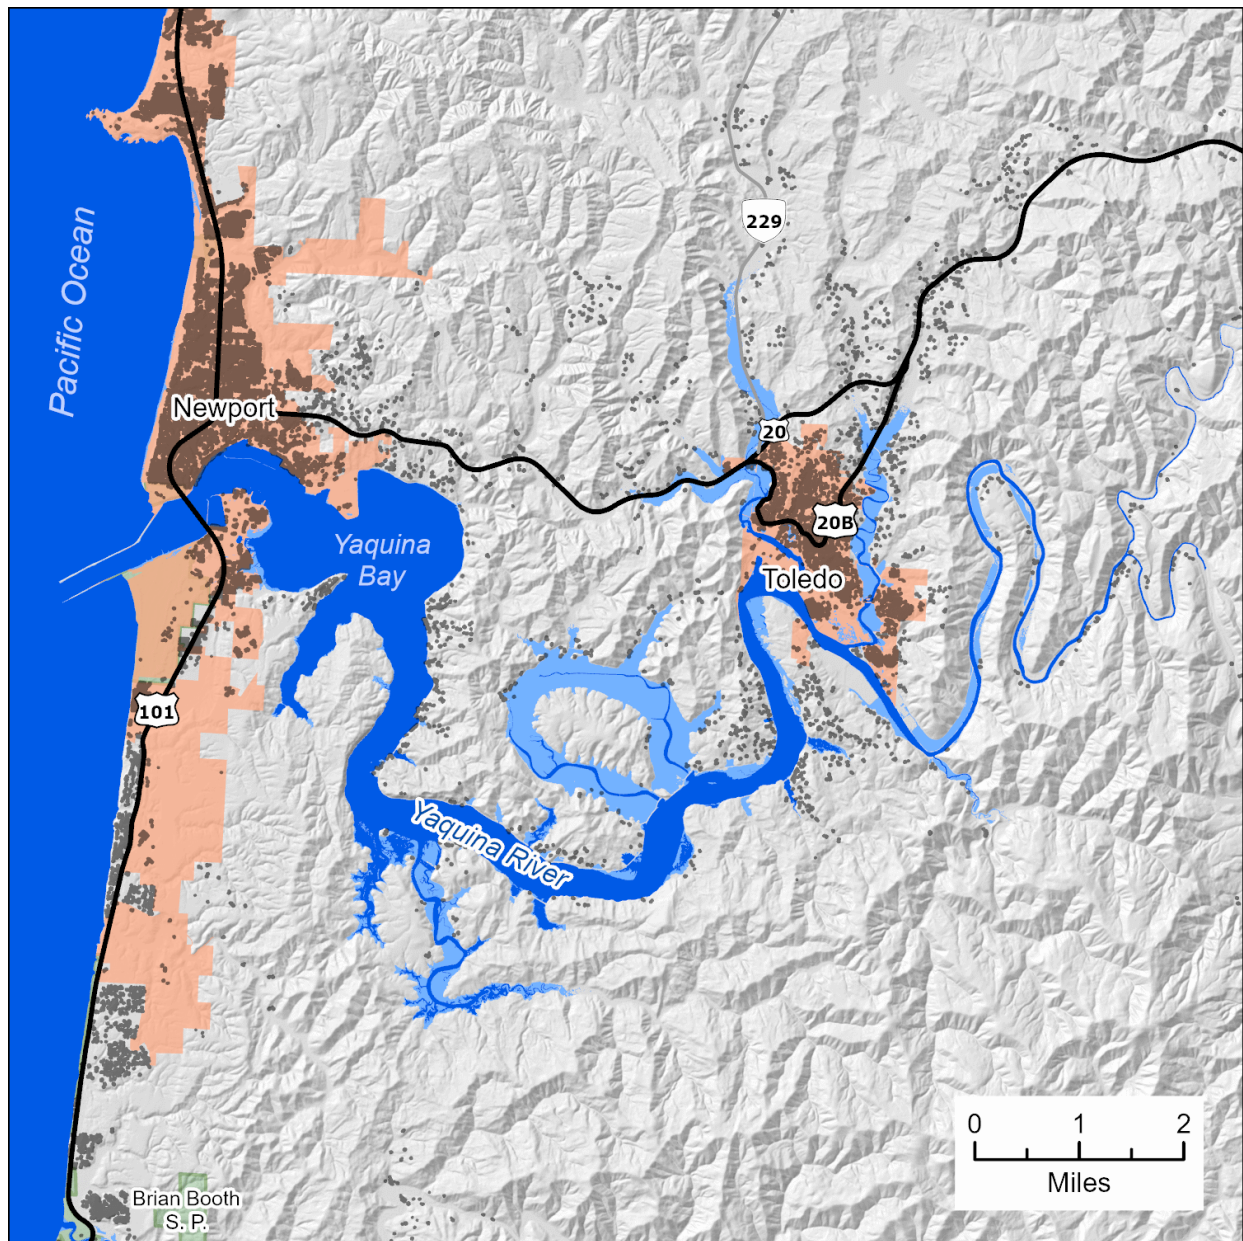 229
Pacific Ocean
Newport
20
20B
Yaquina
Bay
Toledo
101
Yaquina River
0 1 2
Miles
Brian Booth
S. P.